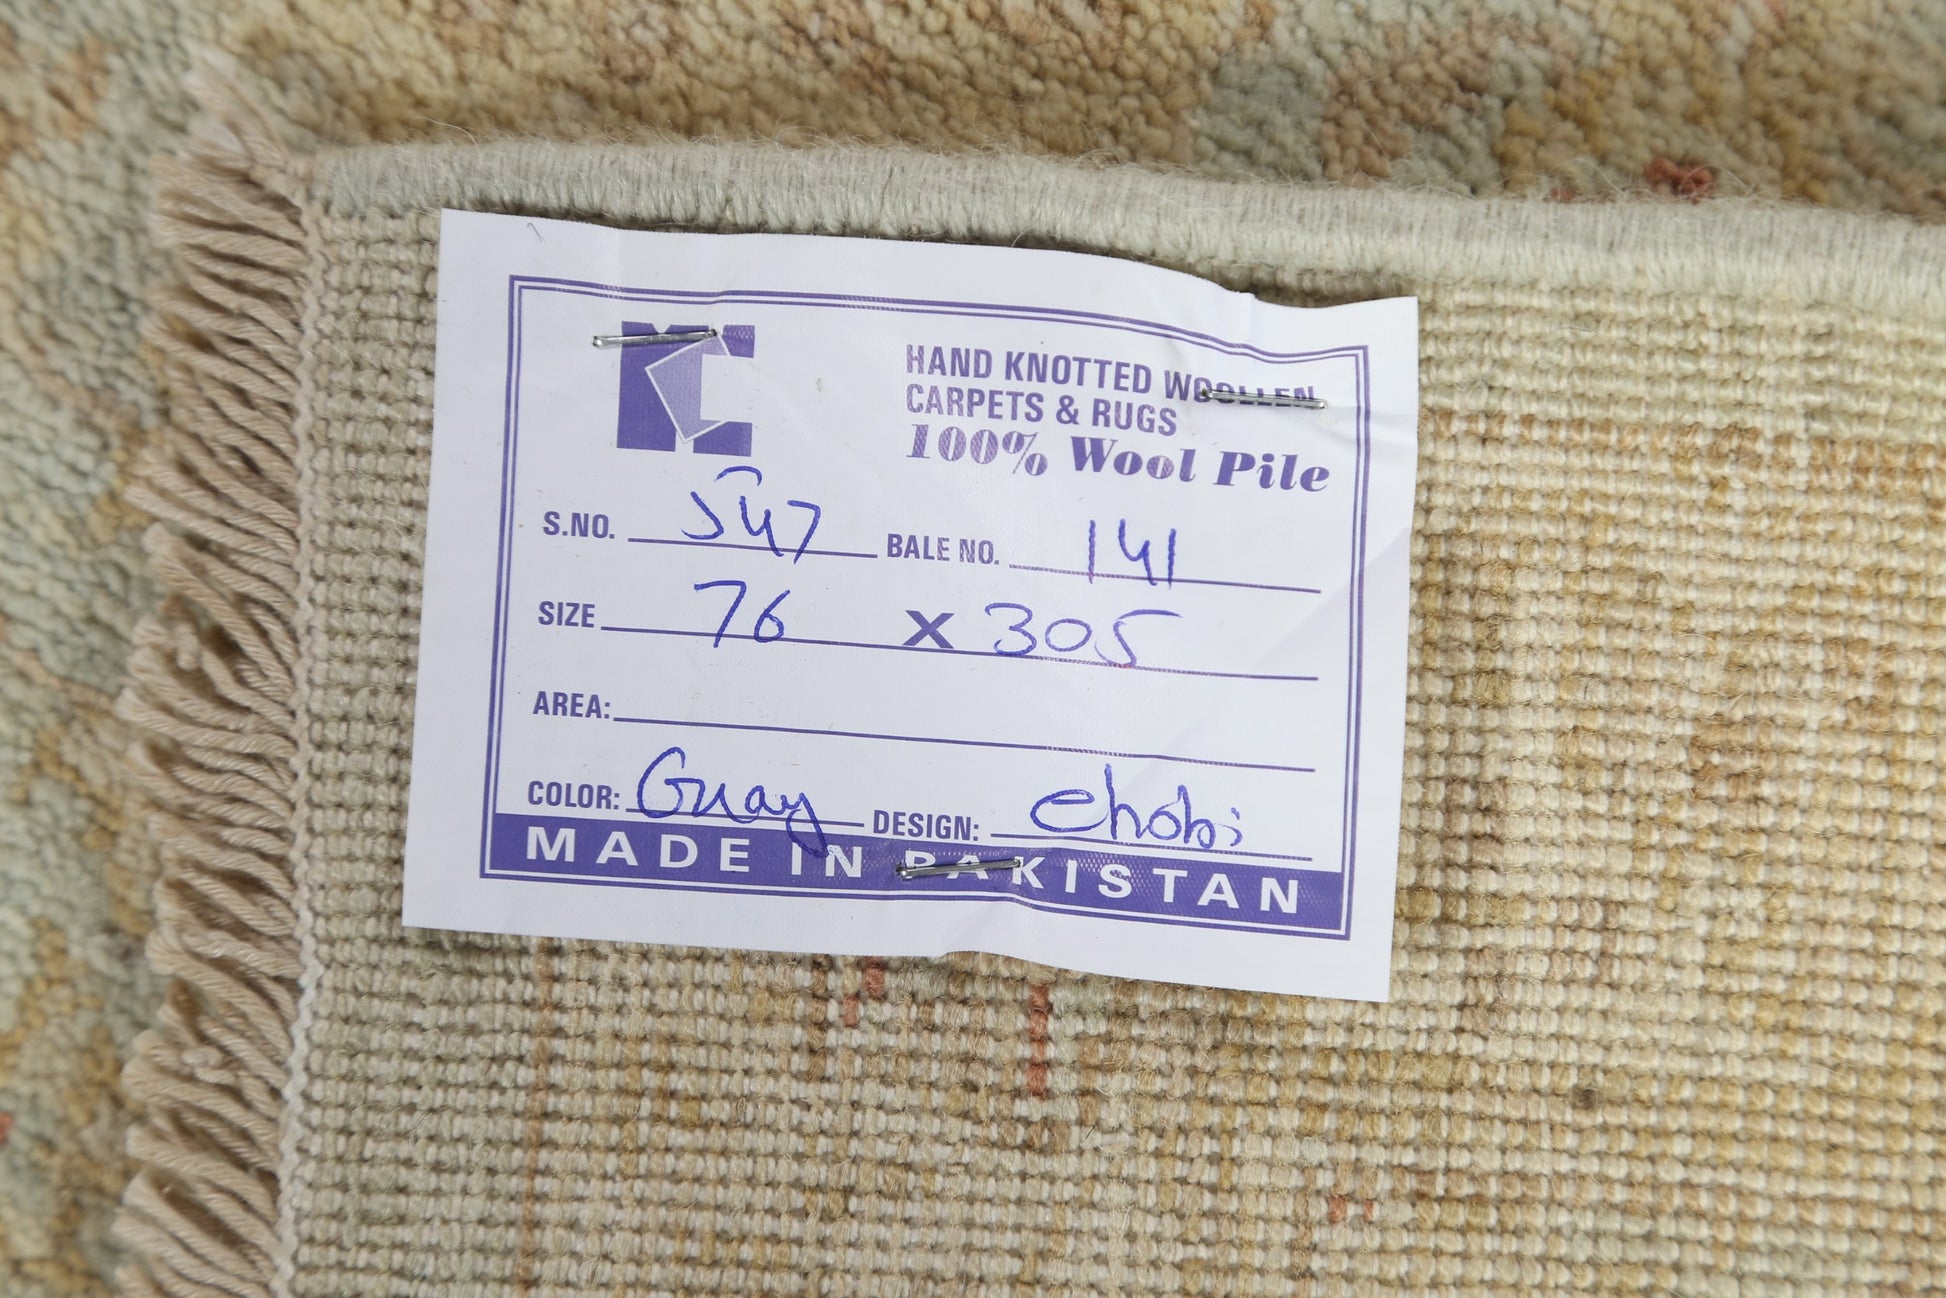 HAND KNOTTED WOOLLEN
CARPETS & RUGS
100% Wool Pile
S.NO. 547 BALE NO. 141
SIZE 76 X 305
AREA:
COLOR: Gray DESIGN: Chobi
MADE IN PAKISTAN